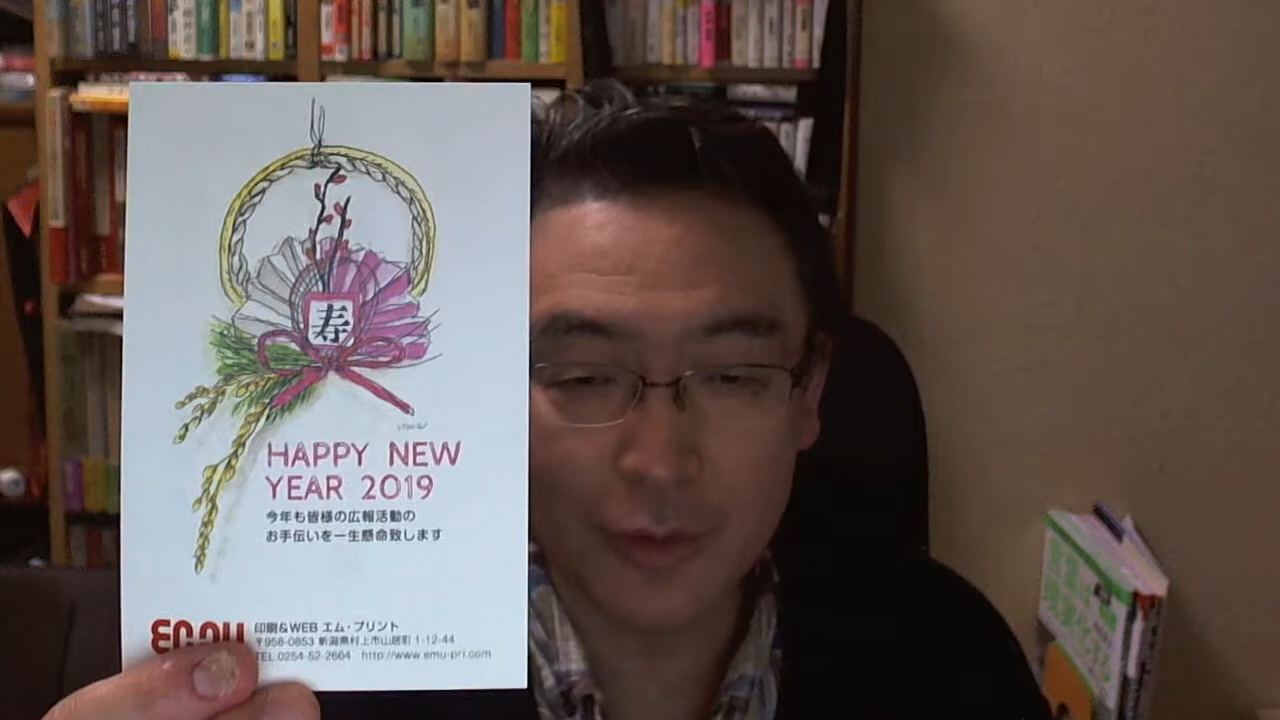 寿
HAPPY NEW
YEAR 2019
今年も皆様の広報活動の
お手伝いを一生懸命致します
印刷&WEB エム・プリント
〒958-0853 新潟県村上市山居町 1-12-44
TEL.0254-52-2664 http://www.emu-pri.com